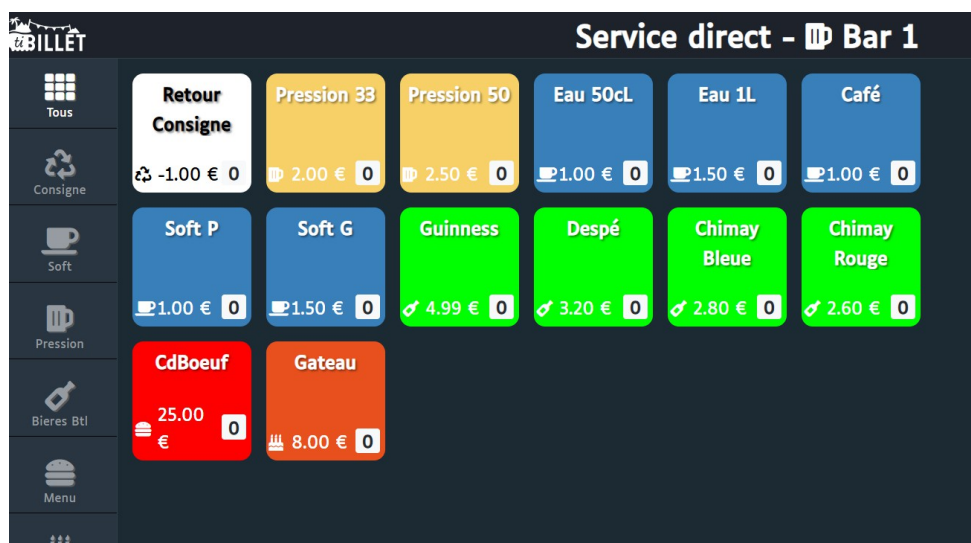 tiBILLET
Service direct - Bar 1
Tous
Consigne
Soft
Pression
Bieres Btl
Menu
Retour
Consigne
-1.00 € 0
Pression 33
2.00 € 0
Pression 50
2.50 € 0
Eau 50cL
1.00 € 0
Eau 1L
1.50 € 0
Café
1.00 € 0
Soft P
1.00 € 0
Soft G
1.50 € 0
Guinness
4.99 € 0
Despé
3.20 € 0
Chimay
Bleue
2.80 € 0
Chimay
Rouge
2.60 € 0
CdBoeuf
25.00
€ 0
Gateau
8.00 € 0